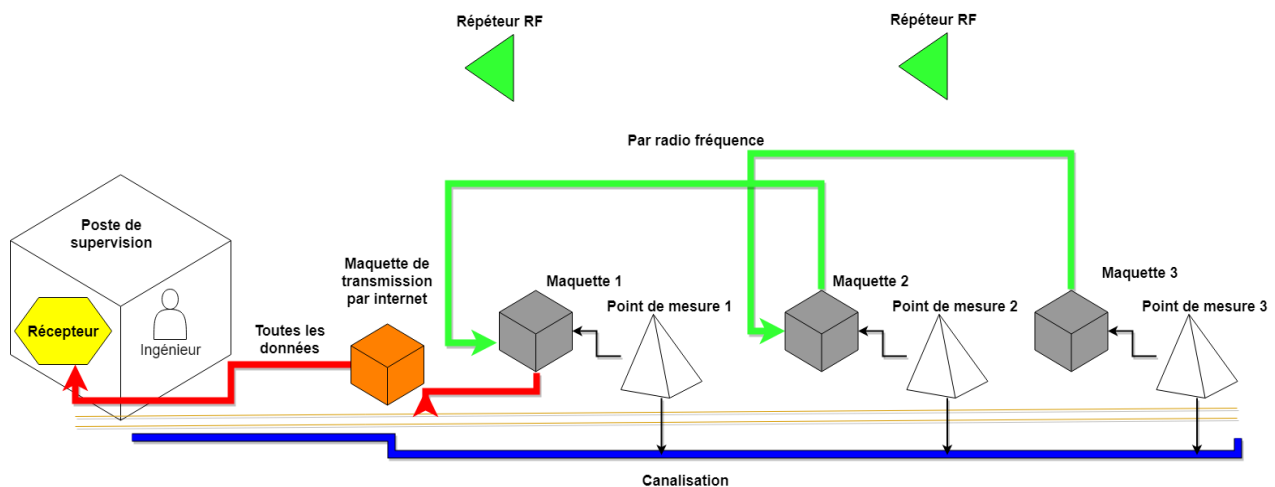 Répéteur RF
Répéteur RF
Par radio fréquence
Poste de
supervision
Récepteur
Ingénieur
Toutes les
données
Maquette de
transmission
par internet
Maquette 1
Point de mesure 1
Maquette 2
Point de mesure 2
Maquette 3
Point de mesure 3
Canalisation